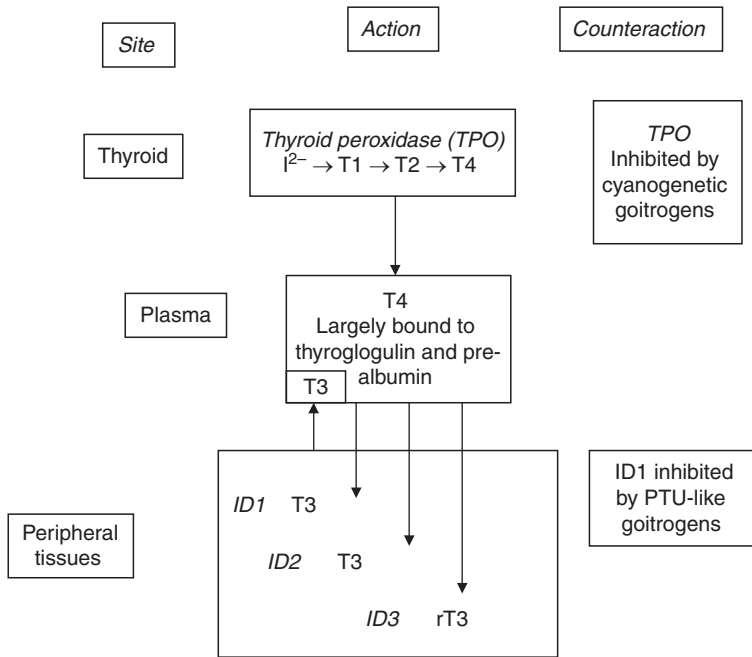 Site
Action
Counteraction
Thyroid
Thyroid peroxidase (TPO)
I²⁻ → T1 → T2 → T4
TPO
Inhibited by
cyanogenetic
goitrogens
Plasma
T4
Largely bound to
thyroglogulin and pre-
albumin
T3
Peripheral
tissues
ID1 T3
ID2 T3
ID3 rT3
ID1 inhibited
by PTU-like
goitrogens